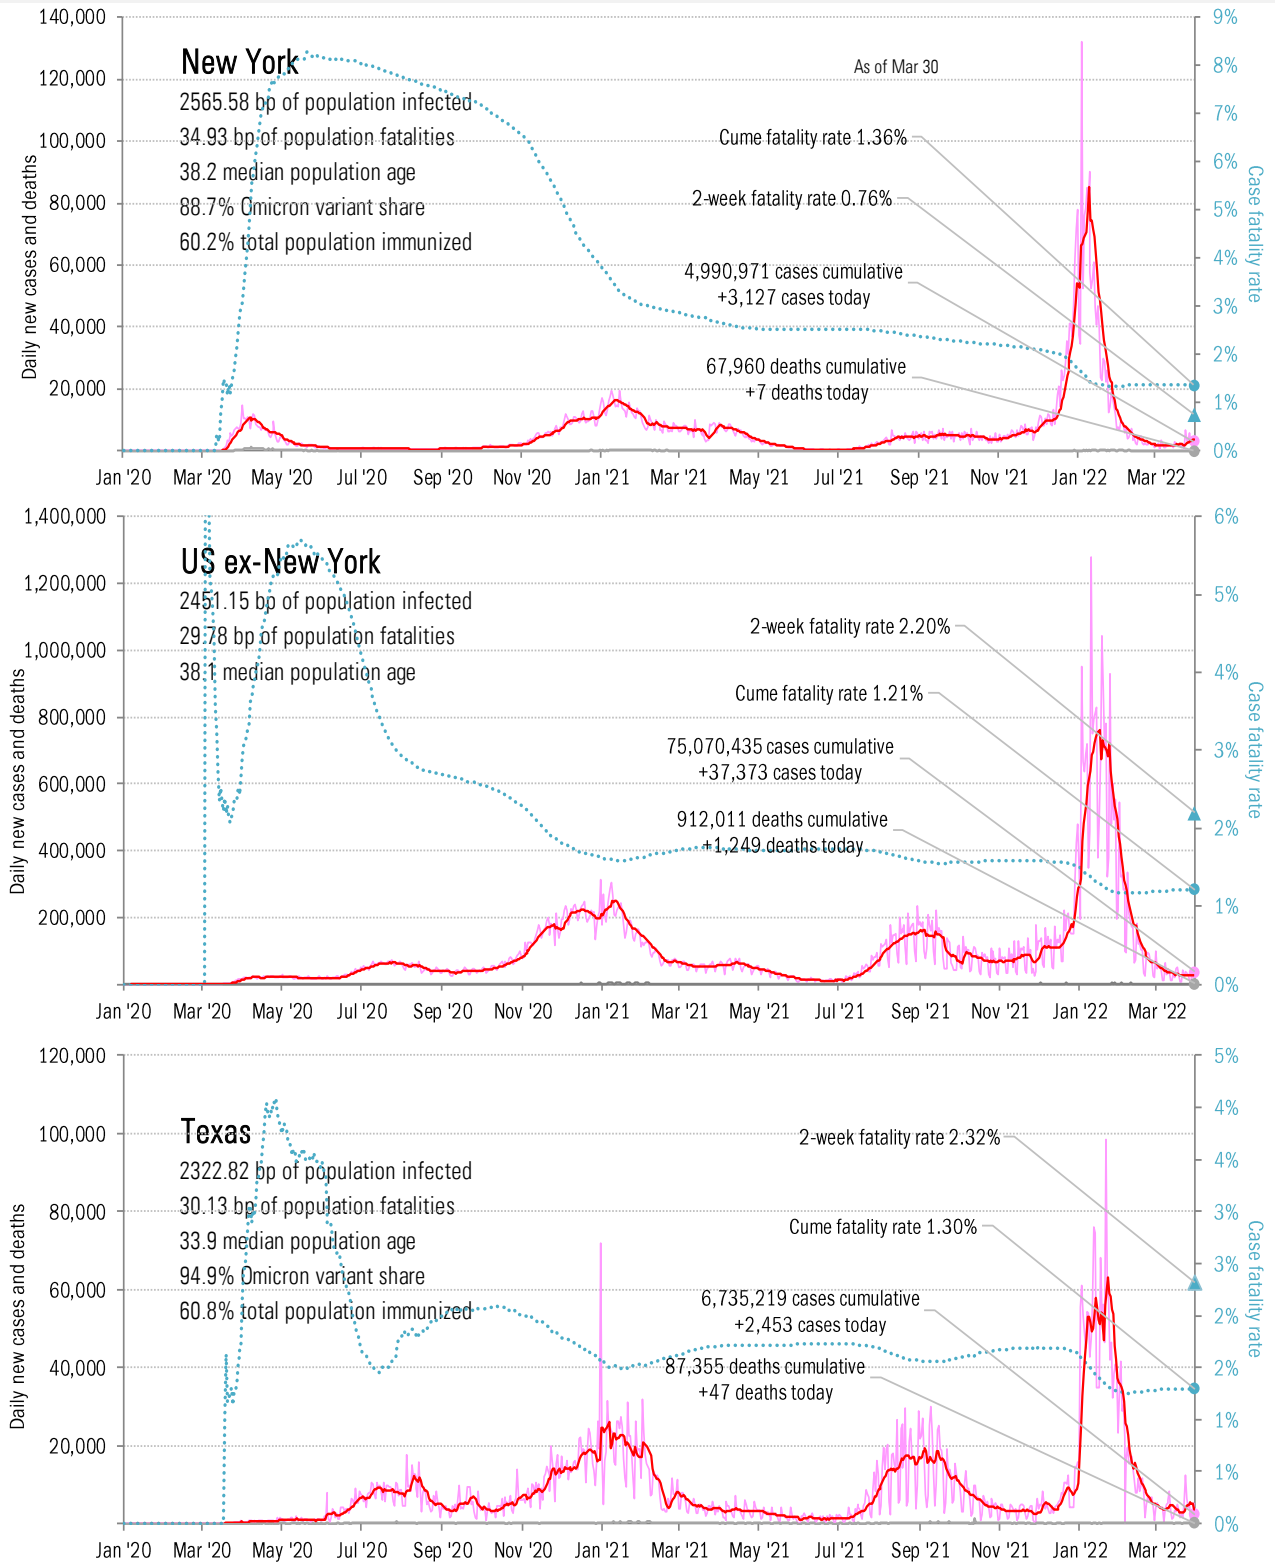 140,000
120,000
100,000
80,000
60,000
40,000
20,000
Daily new cases and deaths
New York
2565.58 bp of population infected
34.93 bp of population fatalities
38.2 median population age
88.7% Omicron variant share
60.2% total population immunized
As of Mar 30
Cume fatality rate 1.36%
2-week fatality rate 0.76%
4,990,971 cases cumulative
+3,127 cases today
67,960 deaths cumulative
+7 deaths today
9%
8%
7%
6%
5%
4%
3%
2%
1%
0%
Case fatality rate
Jan '20 Mar '20 May '20 Jul '20 Sep '20 Nov '20 Jan '21 Mar '21 May '21 Jul '21 Sep '21 Nov '21 Jan '22 Mar '22
1,400,000
1,200,000
1,000,000
800,000
600,000
400,000
200,000
Daily new cases and deaths
US ex-New York
2451.15 bp of population infected
29.78 bp of population fatalities
38.1 median population age
2-week fatality rate 2.20%
Cume fatality rate 1.21%
75,070,435 cases cumulative
+37,373 cases today
912,011 deaths cumulative
+1,249 deaths today
6%
5%
4%
3%
2%
1%
0%
Case fatality rate
Jan '20 Mar '20 May '20 Jul '20 Sep '20 Nov '20 Jan '21 Mar '21 May '21 Jul '21 Sep '21 Nov '21 Jan '22 Mar '22
120,000
100,000
80,000
60,000
40,000
20,000
Daily new cases and deaths
Texas
2322.82 bp of population infected
30.13 bp of population fatalities
33.9 median population age
94.9% Omicron variant share
60.8% total population immunized
2-week fatality rate 2.32%
Cume fatality rate 1.30%
6,735,219 cases cumulative
+2,453 cases today
87,355 deaths cumulative
+47 deaths today
5%
4%
4%
3%
3%
2%
2%
1%
1%
0%
Case fatality rate
Jan '20 Mar '20 May '20 Jul '20 Sep '20 Nov '20 Jan '21 Mar '21 May '21 Jul '21 Sep '21 Nov '21 Jan '22 Mar '22